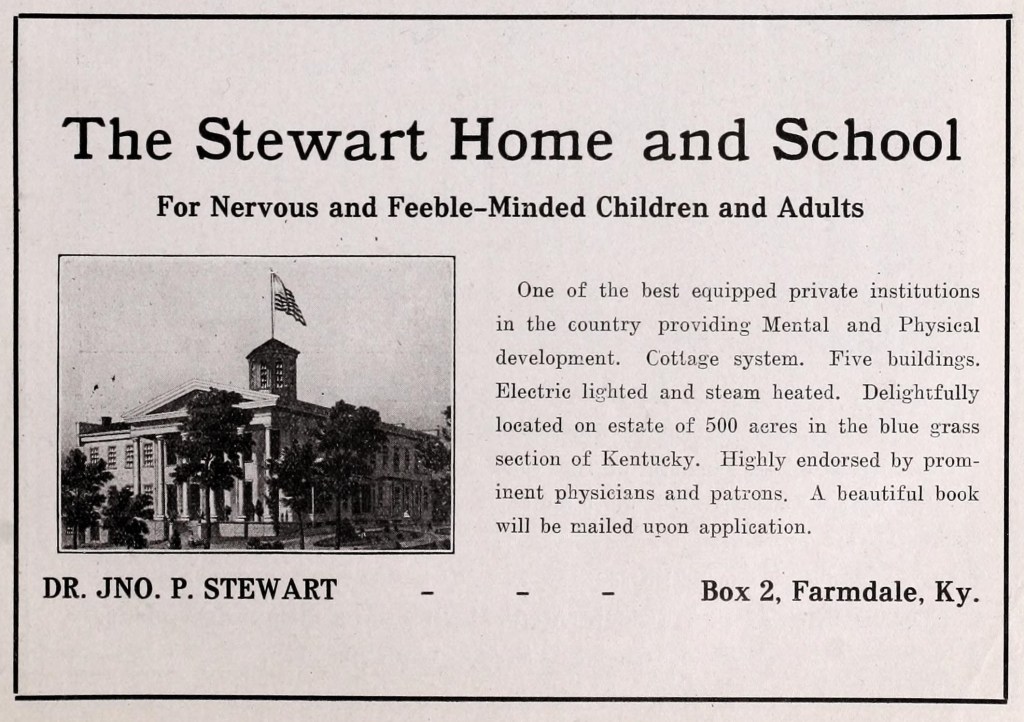 The Stewart Home and School
For Nervous and Feeble-Minded Children and Adults
One of the best equipped private institutions
in the country providing Mental and Physical
development. Cottage system. Five buildings.
Electric lighted and steam heated. Delightfully
located on estate of 500 acres in the blue grass
section of Kentucky. Highly endorsed by prom-
inent physicians and patrons. A beautiful book
will be mailed upon application.
DR. JNO. P. STEWART - - - Box 2, Farmdale, Ky.